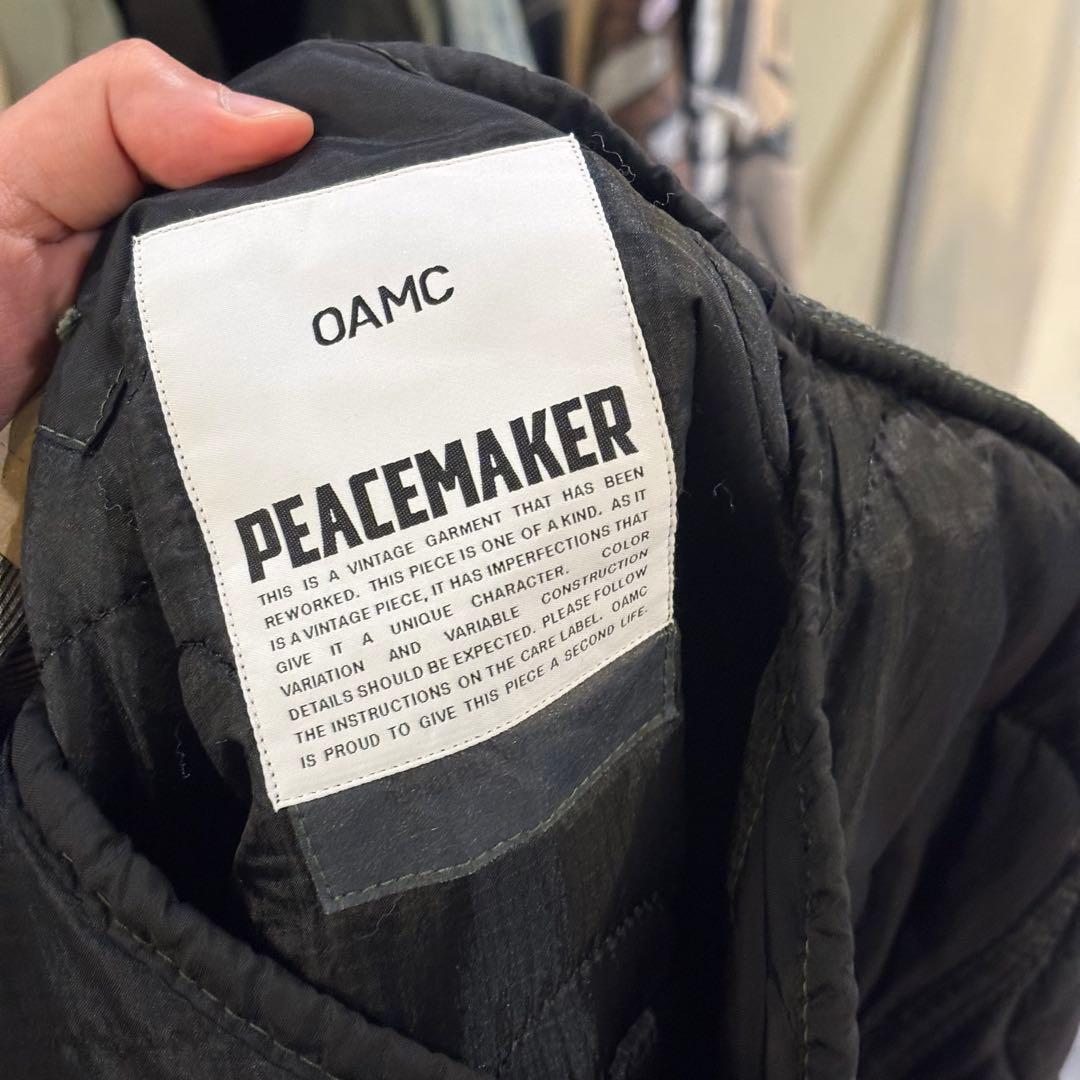 OAMC
PEACEMAKER
THIS IS A VINTAGE GARMENT THAT HAS BEEN
REWORKED. THIS PIECE IS ONE OF A KIND. AS IT
IS A VINTAGE PIECE, IT HAS IMPERFECTIONS THAT
GIVE IT A UNIQUE CHARACTER. COLOR
VARIATION AND VARIABLE CONSTRUCTION
DETAILS SHOULD BE EXPECTED. PLEASE FOLLOW
THE INSTRUCTIONS ON THE CARE LABEL. OAMC
IS PROUD TO GIVE THIS PIECE A SECOND LIFE.